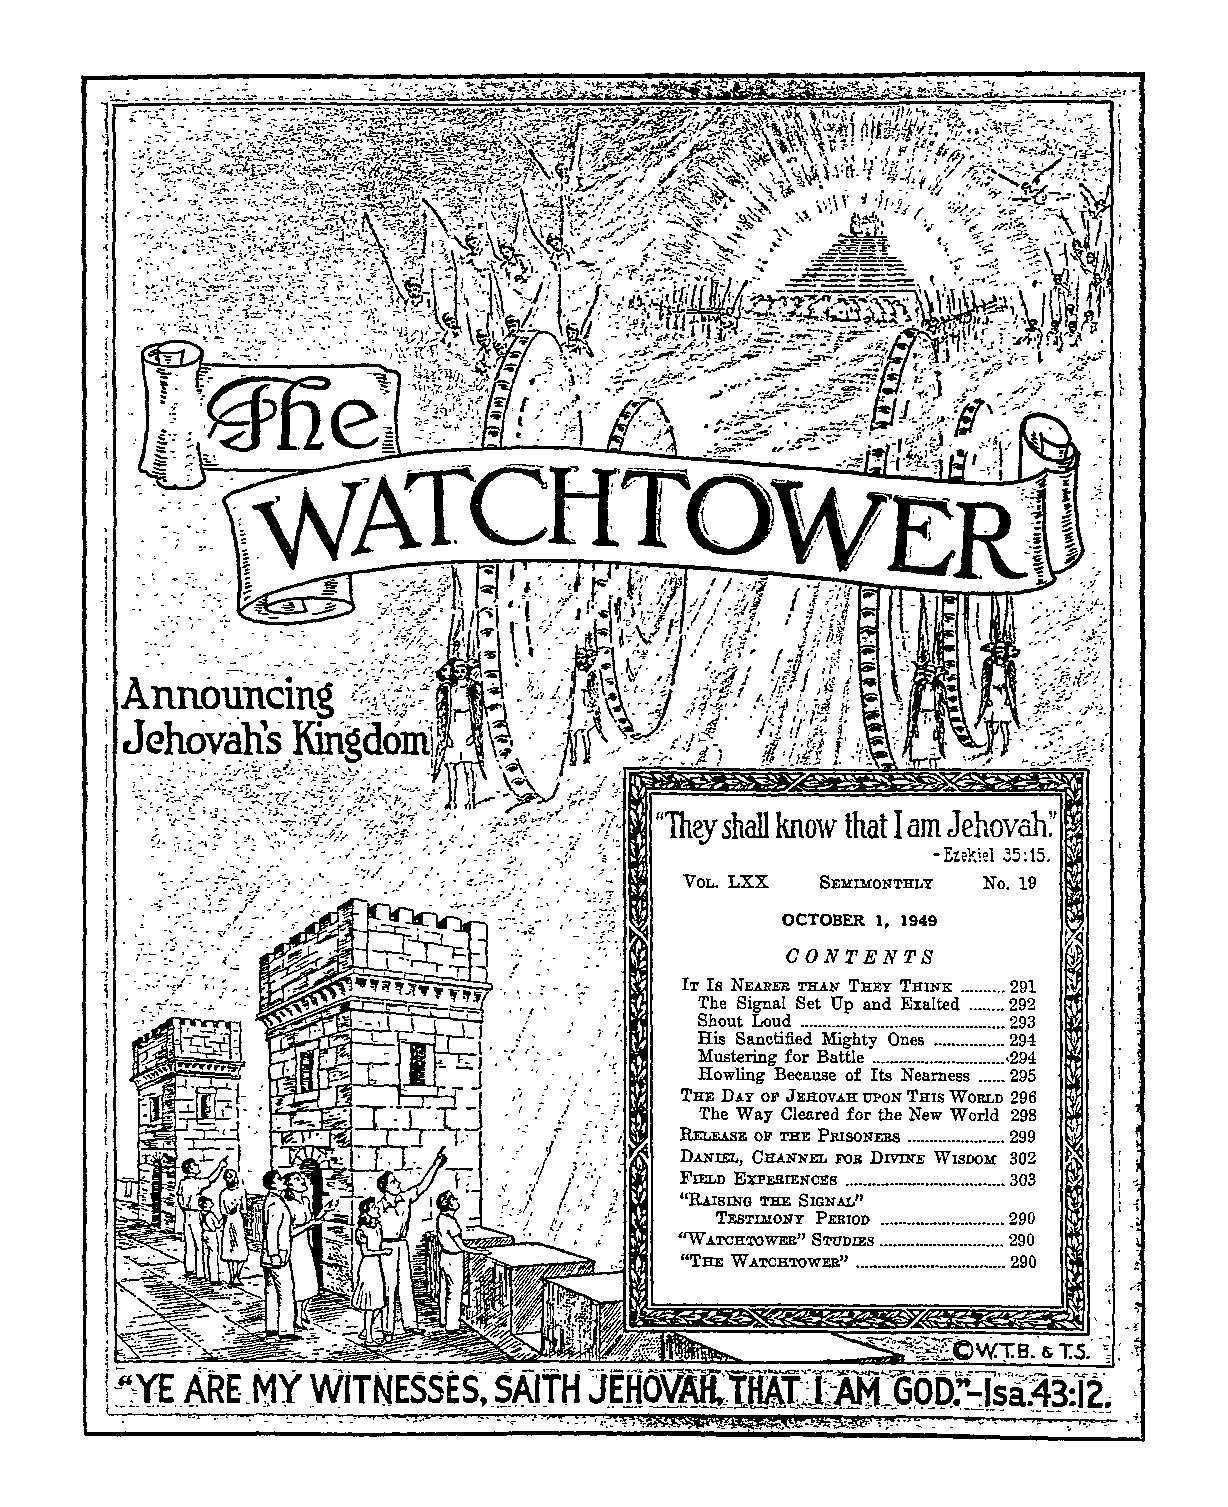 The
WATCHTOWER
Announcing
Jehovah's Kingdom
"They shall know that I am Jehovah."
-Ezekiel 35:15.
VOL. LXX SEMIMONTHLY No. 19
OCTOBER 1, 1949
CONTENTS
IT IS NEARER THAN THEY THINK .......... 291
The Signal Set Up and Exalted ........ 292
Shout Loud .......................................... 293
His Sanctified Mighty Ones ............... 294
Mustering for Battle ............................ 294
Howling Because of Its Nearness ...... 295
THE DAY OF JEHOVAH UPON THIS WORLD 296
The Way Cleared for the New World 298
RELEASE OF THE PRISONERS ...................... 299
DANIEL, CHANNEL FOR DIVINE WISDOM 302
FIELD EXPERIENCES .................................. 303
"RAISING THE SIGNAL"
TESTIMONY PERIOD .......................... 290
"WATCHTOWER" STUDIES .......................... 290
"THE WATCHTOWER" ................................ 290
©W.T.B. & T.S.
"YE ARE MY WITNESSES, SAITH JEHOVAH, THAT I AM GOD."-Isa.43:12.